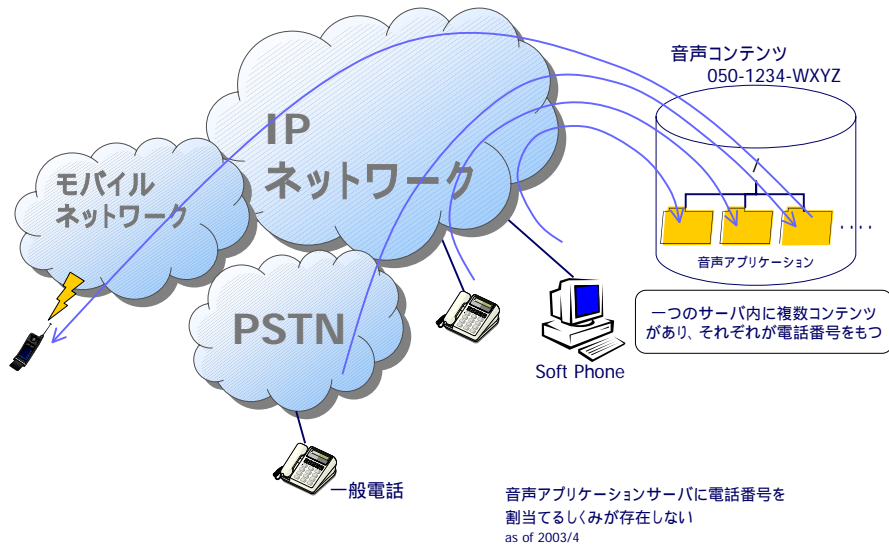 音声コンテンツ
050-1234-WXYZ
IP
ネットワーク
モバイル
ネットワーク
/
....
音声アプリケーション
PSTN
一つのサーバ内に複数コンテンツ
があり、それぞれが電話番号をもつ
Soft Phone
一般電話
音声アプリケーションサーバに電話番号を
割当てるしくみが存在しない
as of 2003/4